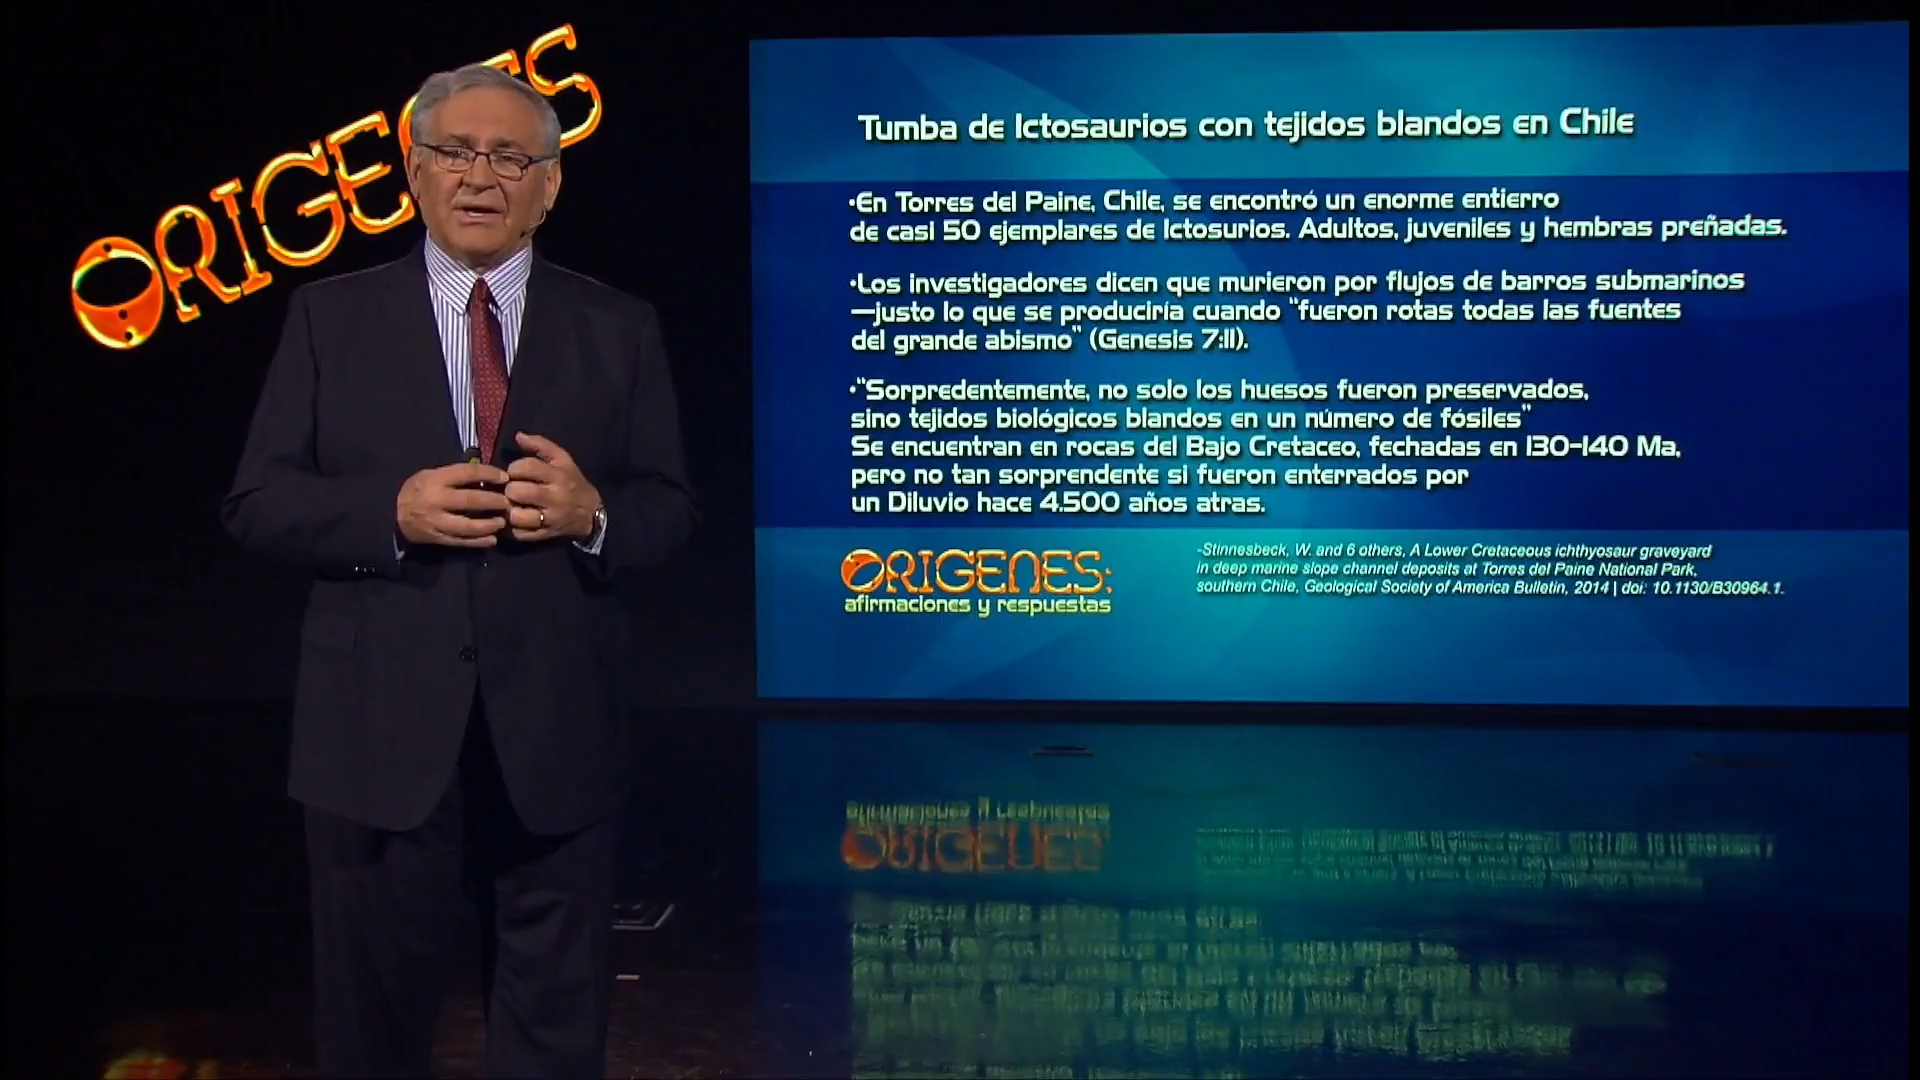 ORIGENES
Tumba de Ictosaurios con tejidos blandos en Chile
•En Torres del Paine, Chile, se encontró un enorme entierro
de casi 50 ejemplares de Ictosurios. Adultos, juveniles y hembras preñadas.
•Los investigadores dicen que murieron por flujos de barros submarinos
—justo lo que se produciría cuando “fueron rotas todas las fuentes
del grande abismo” (Genesis 7:11).
•“Sorpredentemente, no solo los huesos fueron preservados,
sino tejidos biológicos blandos en un número de fósiles”
Se encuentran en rocas del Bajo Cretaceo, fechadas en 130-140 Ma,
pero no tan sorprendente si fueron enterrados por
un Diluvio hace 4.500 años atras.
ORIGENES:
afirmaciones y respuestas
-Stinnesbeck, W. and 6 others, A Lower Cretaceous ichthyosaur graveyard
in deep marine slope channel deposits at Torres del Paine National Park,
southern Chile, Geological Society of America Bulletin, 2014 | doi: 10.1130/B30964.1.